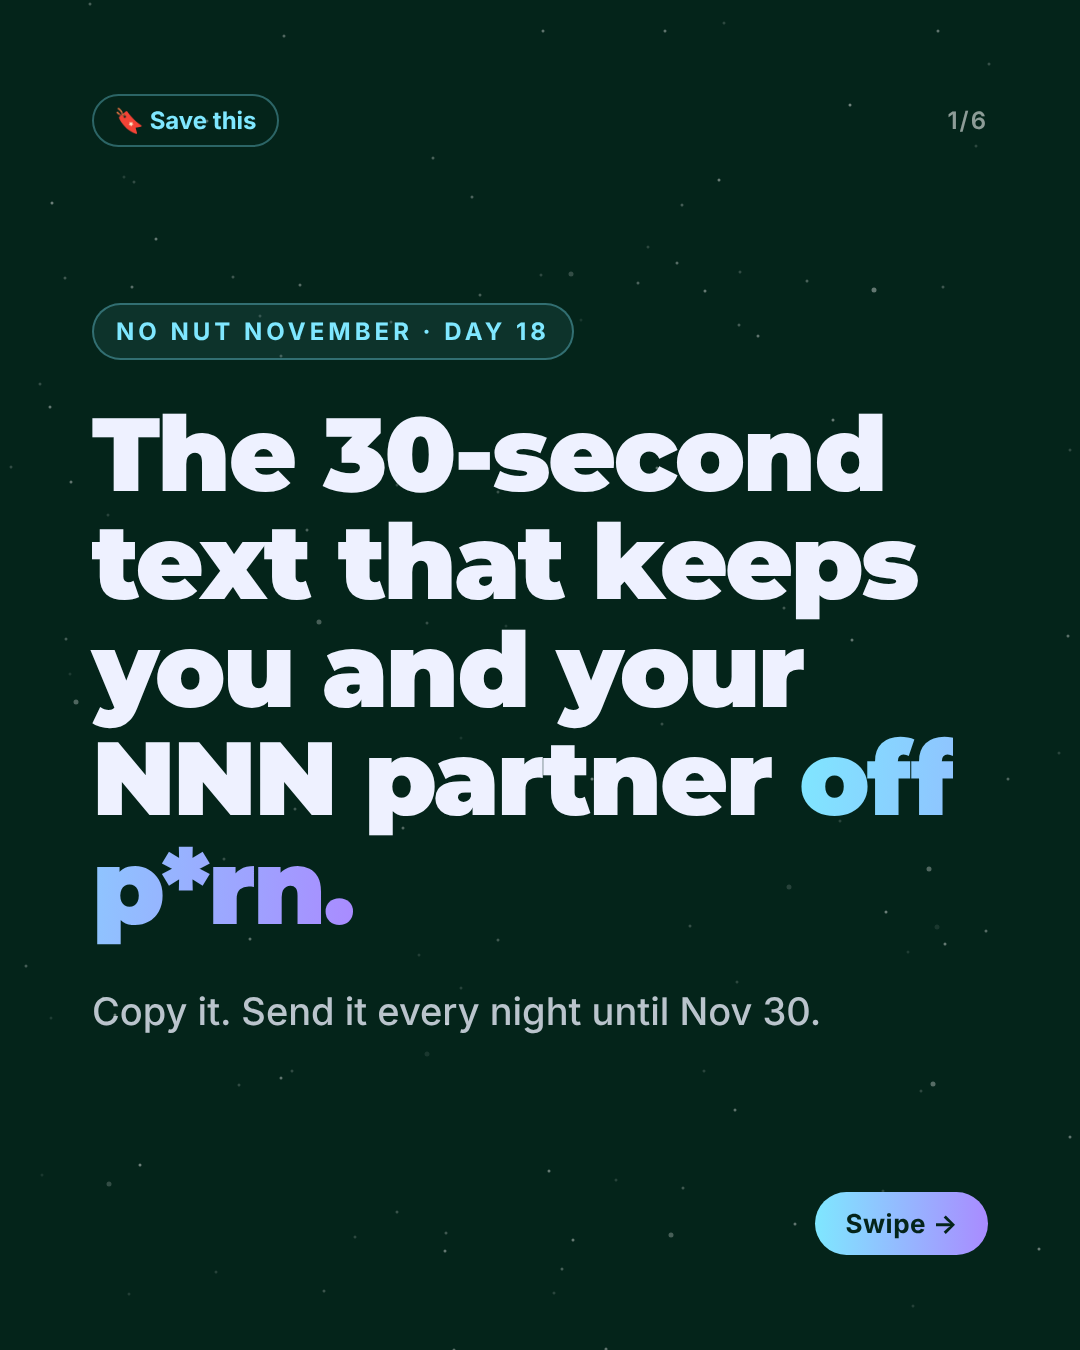 🔖 Save this
1/6
NO NUT NOVEMBER · DAY 18
The 30-second
text that keeps
you and your
NNN partner off
p*rn.
Copy it. Send it every night until Nov 30.
Swipe →